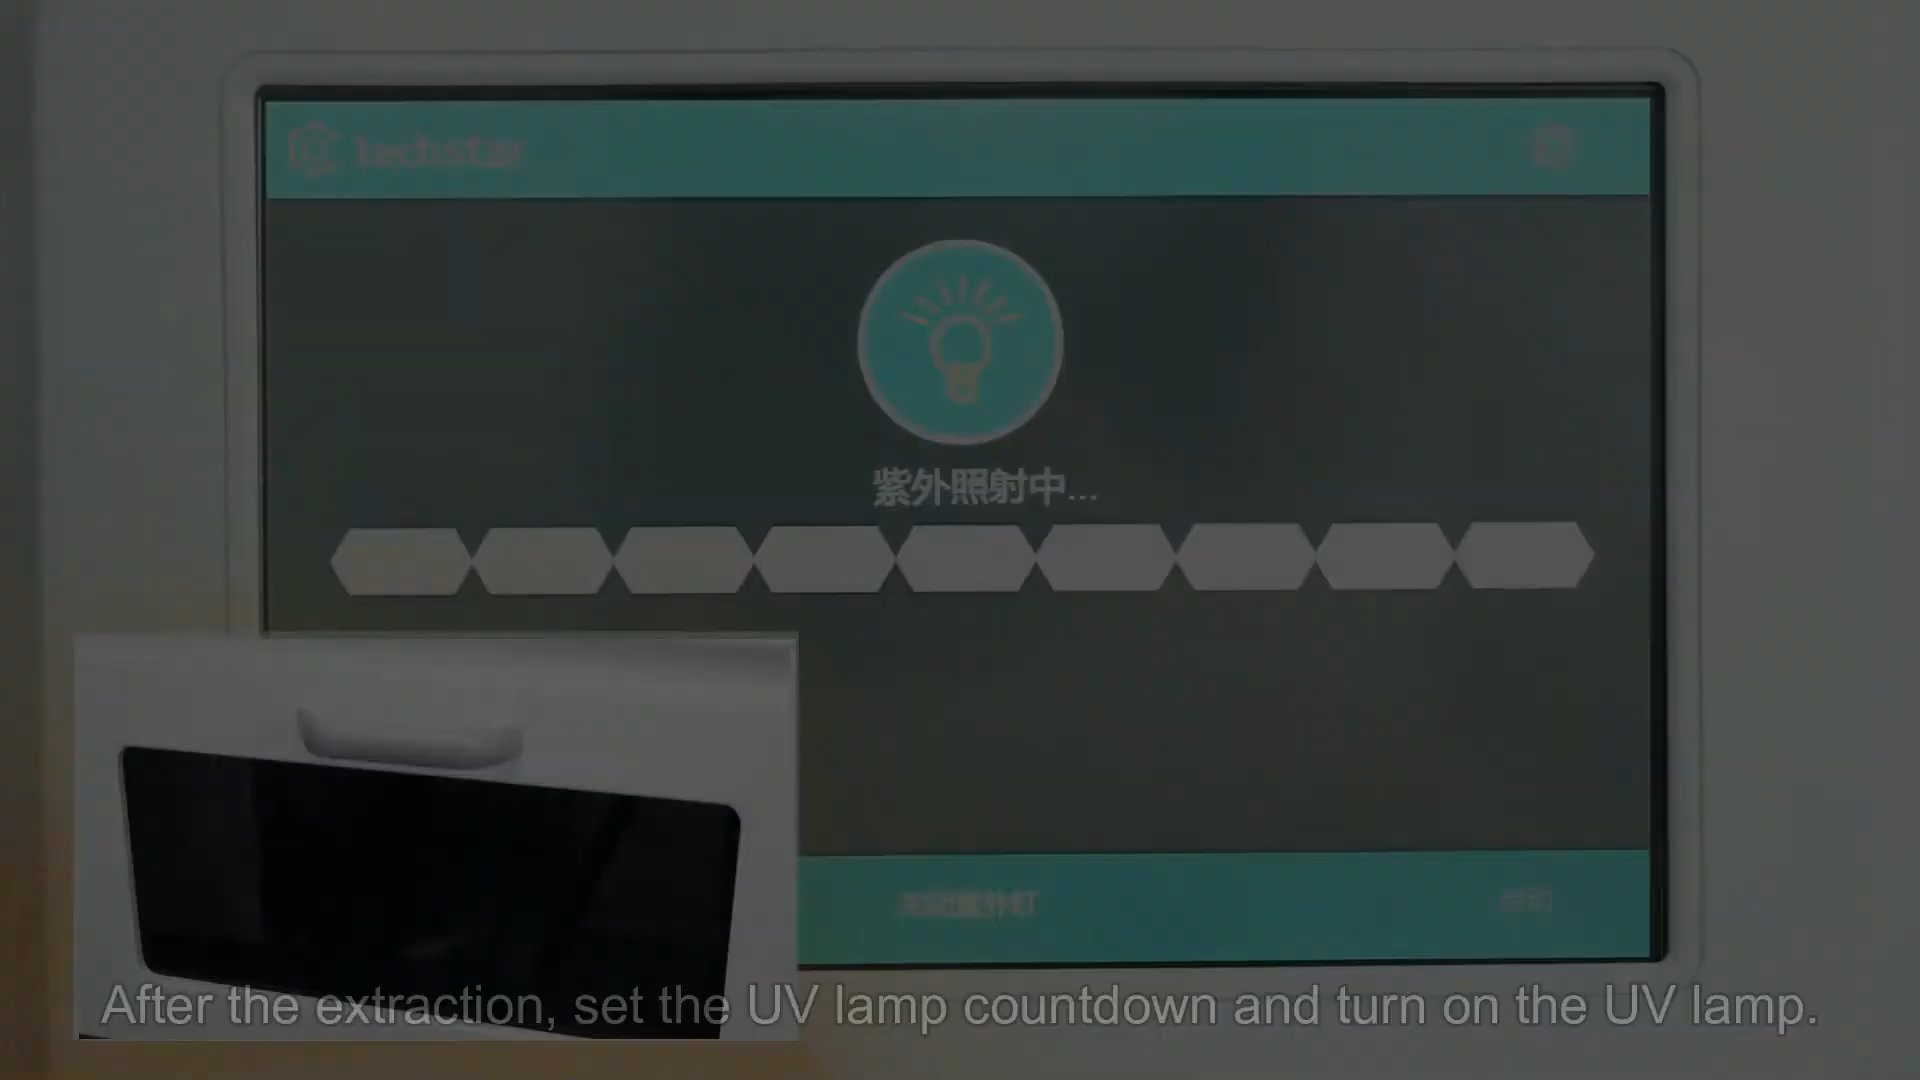 techstar
紫外照射中...
After the extraction, set the UV lamp countdown and turn on the UV lamp.